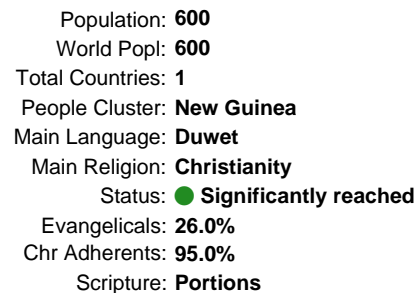 Population: 600
World Popl: 600
Total Countries: 1
People Cluster: New Guinea
Main Language: Duwet
Main Religion: Christianity
Status: Significantly reached
Evangelicals: 26.0%
Chr Adherents: 95.0%
Scripture: Portions